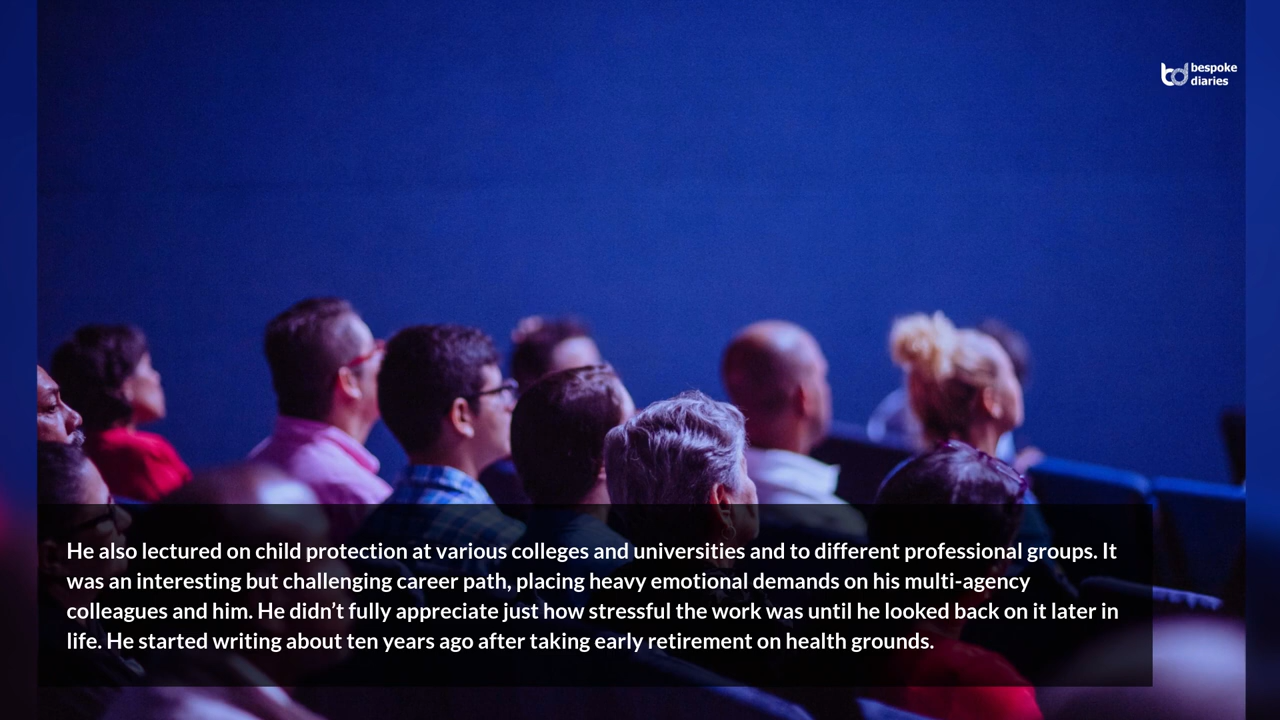 bespoke
diaries
He also lectured on child protection at various colleges and universities and to different professional groups. It
was an interesting but challenging career path, placing heavy emotional demands on his multi-agency
colleagues and him. He didn’t fully appreciate just how stressful the work was until he looked back on it later in
life. He started writing about ten years ago after taking early retirement on health grounds.